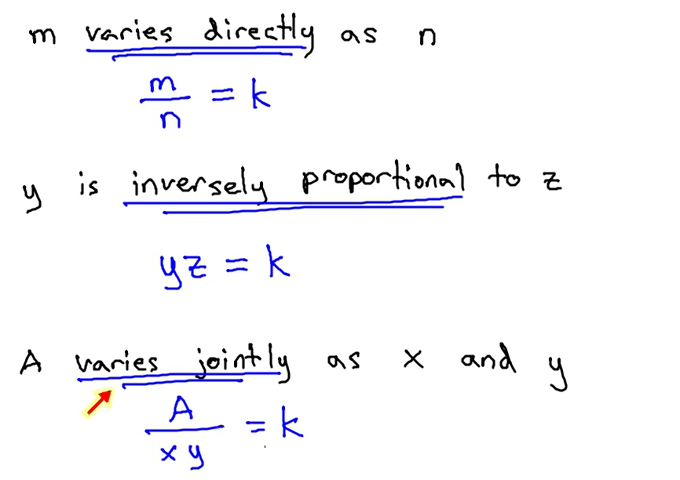 m varies directly as n
m/n = k
y is inversely proportional to z
yz = k
A varies jointly as x and y
A/xy = k